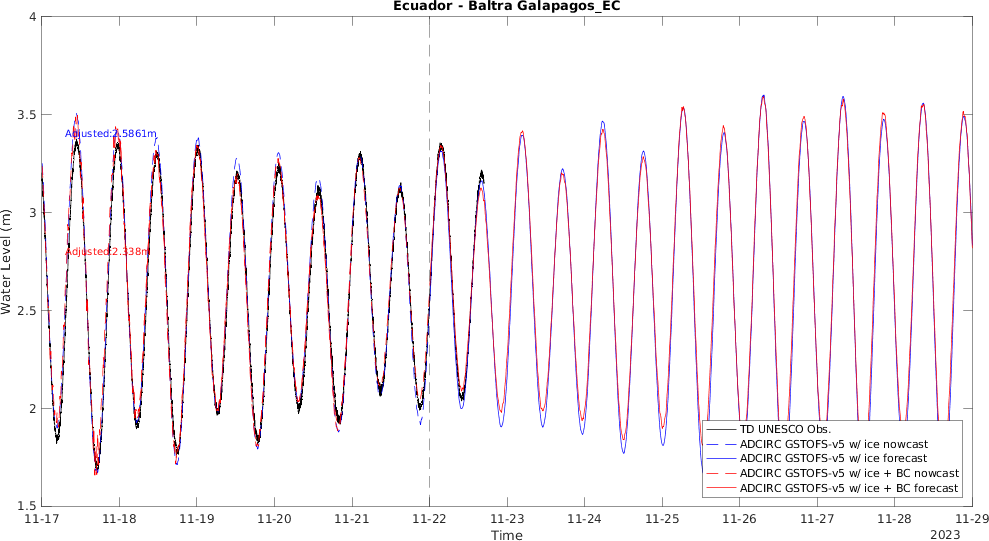 Ecuador - Baltra Galapagos_EC
4
3.5
3
2.5
2
1.5
Water Level (m)
Adjusted:2.5861m
Adjusted:2.338m
TD UNESCO Obs.
ADCIRC GSTOFS-v5 w/ ice nowcast
ADCIRC GSTOFS-v5 w/ ice forecast
ADCIRC GSTOFS-v5 w/ ice + BC nowcast
ADCIRC GSTOFS-v5 w/ ice + BC forecast
11-17 11-18 11-19 11-20 11-21 11-22 11-23 11-24 11-25 11-26 11-27 11-28 11-29
Time
2023